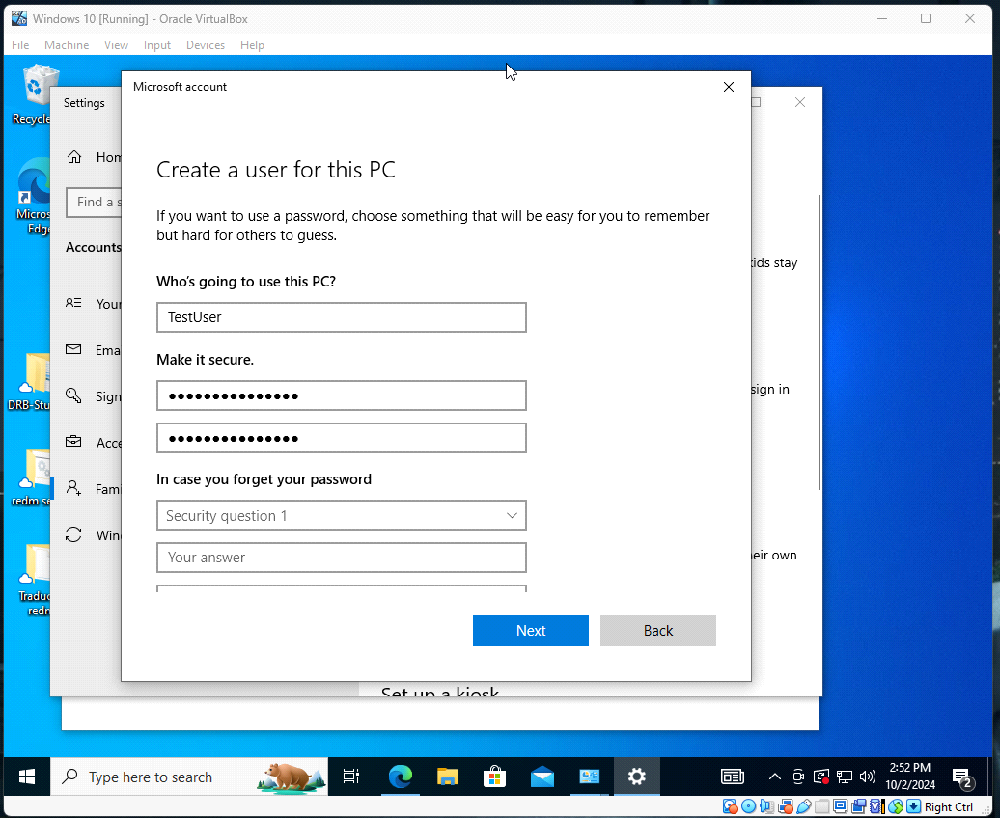 Windows 10 [Running] - Oracle VirtualBox
File Machine View Input Devices Help
Recycle
Micros
Edge
DRB-Stu
redm se
Traduc
redm
Settings
Home
Find a s
Accounts
Your
Ema
Sign
Acce
Fami
Wind
Microsoft account
Create a user for this PC
If you want to use a password, choose something that will be easy for you to remember
but hard for others to guess.
Who's going to use this PC?
TestUser
Make it secure.
●●●●●●●●●●●●●●●
●●●●●●●●●●●●●●●
In case you forget your password
Security question 1
Your answer
Next
Back
kids stay
sign in
heir own
Set up a kiosk
Type here to search
2:52 PM
10/2/2024
2
Right Ctrl